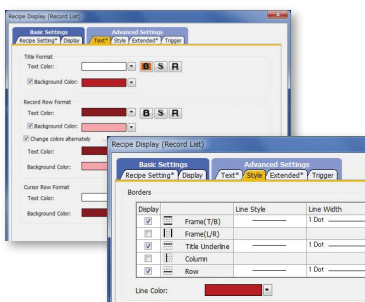 Recipe Display (Record List)
Basic Settings Advanced Settings
Recipe Setting* Display Text* Style Extended* Trigger
Title Format
Text Color: B S R
Background Color:
Record Row Format
Text Color: B S R
Background Color:
Change colors alternately
Text Color:
Background Color:
Cursor Row Format
Text Color:
Background Color:
Recipe Display (Record List)
Basic Settings Advanced Settings
Recipe Setting* Display Text* Style Extended* Trigger
Borders
Display Line Style Line Width
Frame(T/B) 1 Dot
Frame(L/R)
Title Underline 1 Dot
Column
Row 1 Dot
Line Color: